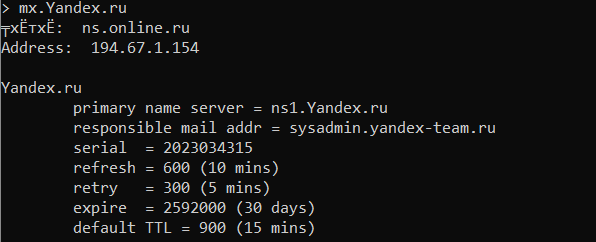 > mx.Yandex.ru
╤хЁтхЁ:  ns.online.ru
Address:  194.67.1.154
Yandex.ru
primary name server = ns1.Yandex.ru
responsible mail addr = sysadmin.yandex-team.ru
serial  = 2023034315
refresh = 600 (10 mins)
retry   = 300 (5 mins)
expire  = 2592000 (30 days)
default TTL = 900 (15 mins)